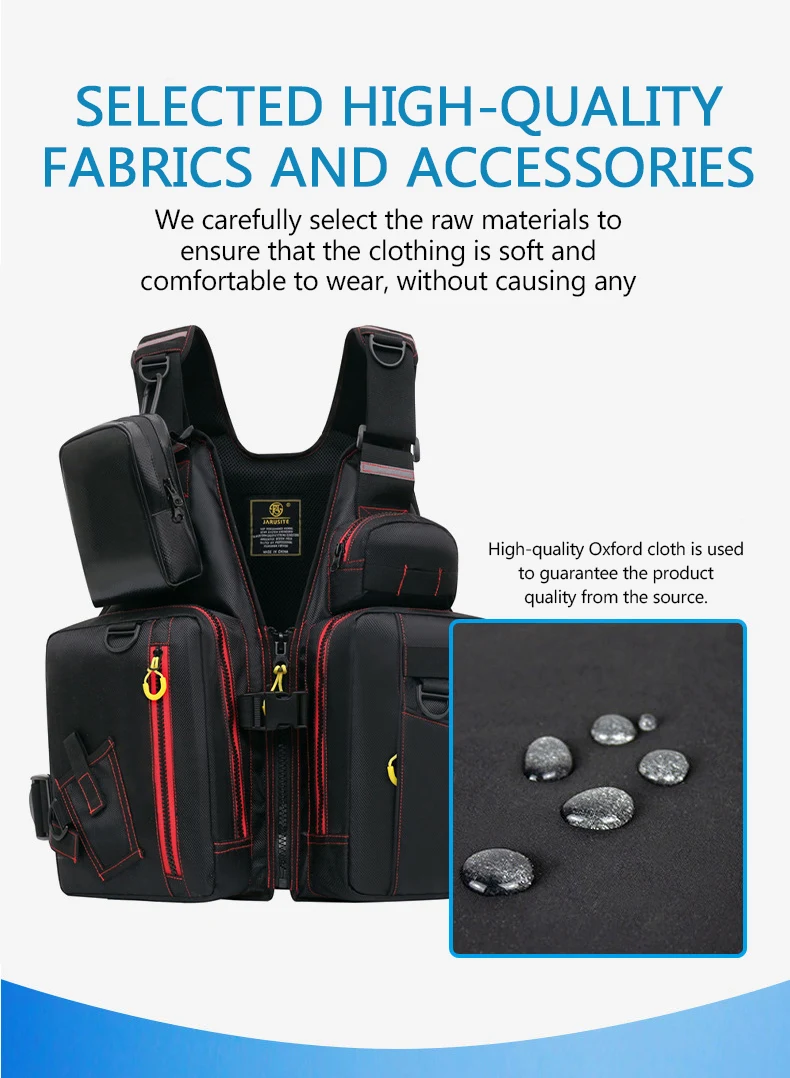 SELECTED HIGH-QUALITY
FABRICS AND ACCESSORIES
We carefully select the raw materials to
ensure that the clothing is soft and
comfortable to wear, without causing any
JARUSITE
MADE IN CHINA
High-quality Oxford cloth is used
to guarantee the product
quality from the source.